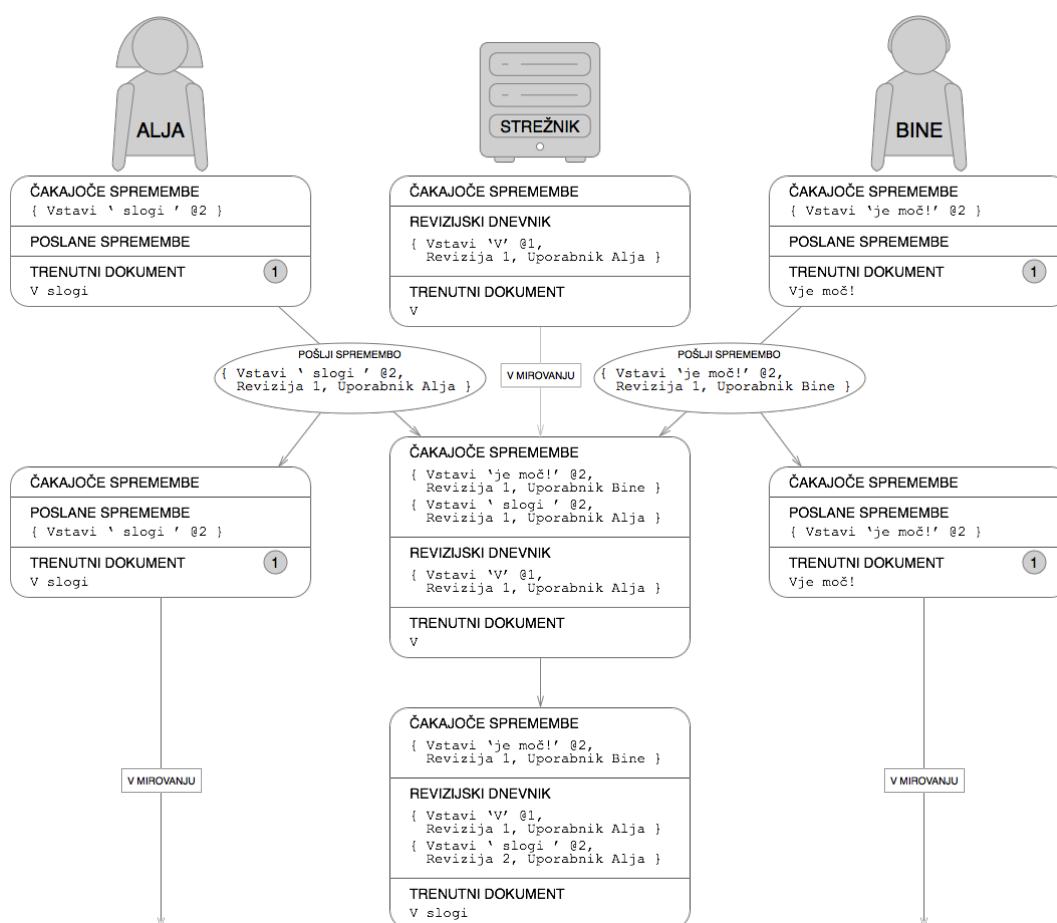 ALJA
STREŽNIK
BINE
ČAKAJOČE SPREMEMBE
{ Vstavi ‘ slogi ’ @2 }
POSLANE SPREMEMBE
TRENUTNI DOKUMENT
1
V slogi
ČAKAJOČE SPREMEMBE
REVIZIJSKI DNEVNIK
{ Vstavi ‘V’ @1,
Revizija 1, Uporabnik Alja }
TRENUTNI DOKUMENT
V
ČAKAJOČE SPREMEMBE
{ Vstavi ‘je moč!’ @2 }
POSLANE SPREMEMBE
TRENUTNI DOKUMENT
1
Vje moč!
POŠLJI SPREMEMBO
{ Vstavi ‘ slogi ’ @2,
Revizija 1, Uporabnik Alja }
V MIROVANJU
POŠLJI SPREMEMBO
{ Vstavi ‘je moč!’ @2,
Revizija 1, Uporabnik Bine }
ČAKAJOČE SPREMEMBE
POSLANE SPREMEMBE
{ Vstavi ‘ slogi ’ @2 }
TRENUTNI DOKUMENT
1
V slogi
ČAKAJOČE SPREMEMBE
{ Vstavi ‘je moč!’ @2,
Revizija 1, Uporabnik Bine }
{ Vstavi ‘ slogi ’ @2,
Revizija 1, Uporabnik Alja }
REVIZIJSKI DNEVNIK
{ Vstavi ‘V’ @1,
Revizija 1, Uporabnik Alja }
TRENUTNI DOKUMENT
V
ČAKAJOČE SPREMEMBE
POSLANE SPREMEMBE
{ Vstavi ‘je moč!’ @2 }
TRENUTNI DOKUMENT
1
Vje moč!
V MIROVANJU
ČAKAJOČE SPREMEMBE
{ Vstavi ‘je moč!’ @2,
Revizija 1, Uporabnik Bine }
REVIZIJSKI DNEVNIK
{ Vstavi ‘V’ @1,
Revizija 1, Uporabnik Alja }
{ Vstavi ‘ slogi ’ @2,
Revizija 2, Uporabnik Alja }
TRENUTNI DOKUMENT
V slogi
V MIROVANJU